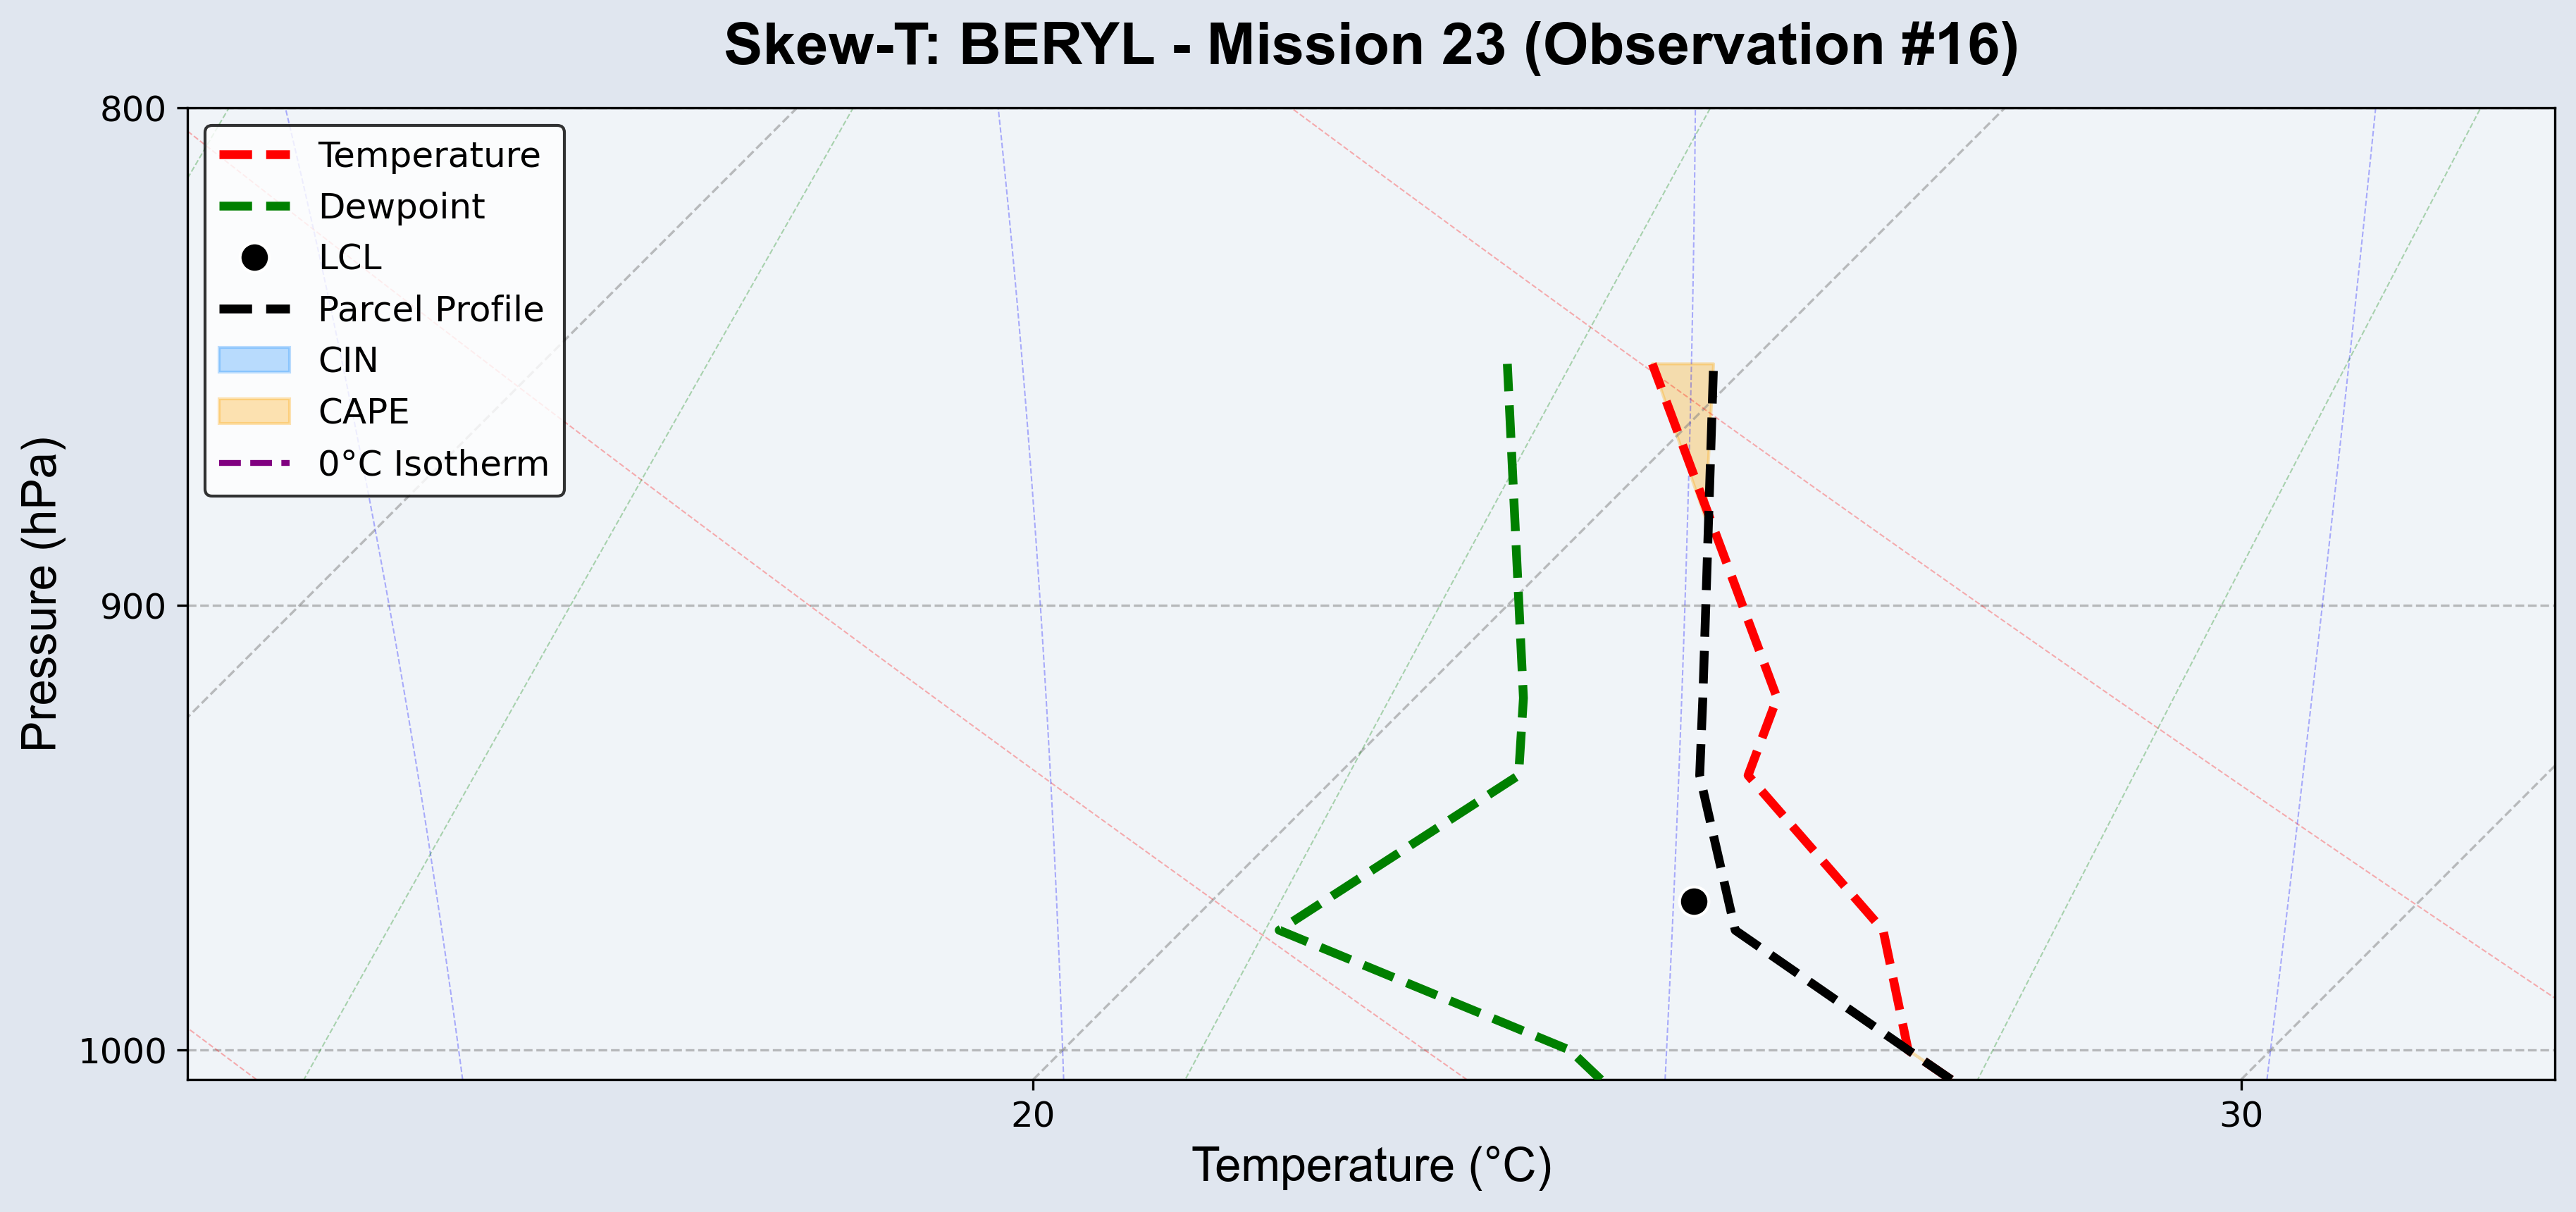 Skew-T: BERYL - Mission 23 (Observation #16)
800
Temperature
Dewpoint
LCL
Parcel Profile
CIN
CAPE
0°C Isotherm
Pressure (hPa)
900
1000
20
30
Temperature (°C)